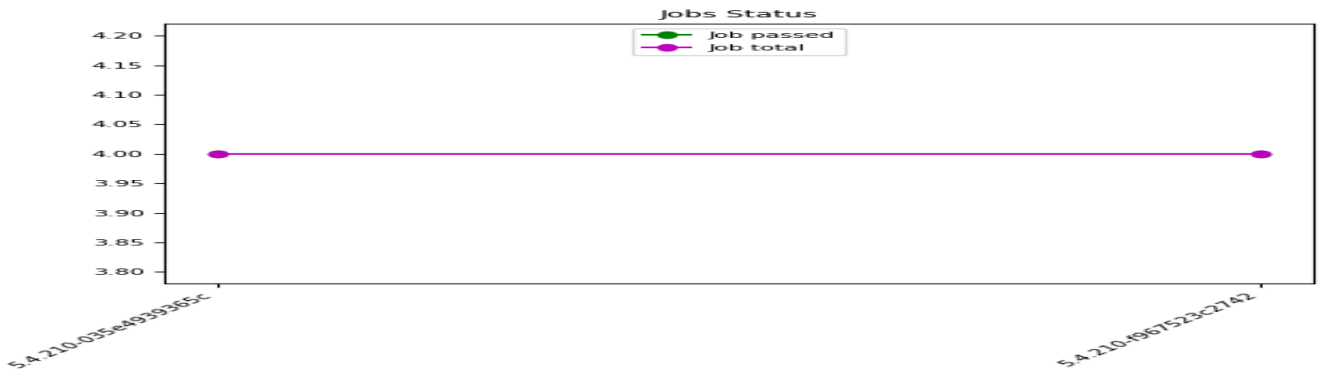 Jobs Status
Job passed
Job total
4.20
4.15
4.10
4.05
4.00
3.95
3.90
3.85
3.80
5.4.210-035e4939365c
5.4.210-f967523c2742